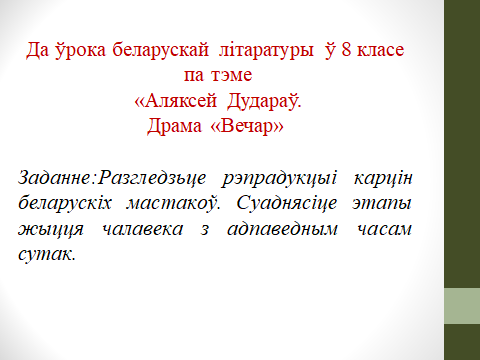 Да ўрока беларускай літаратуры ў 8 класе
па тэме
«Аляксей Дудараў.
Драма «Вечар»
Заданне:Разгледзьце рэпрадукцыі карцін
беларускіх мастакоў. Суаднясіце этапы
жыцця чалавека з адпаведным часам
сутак.